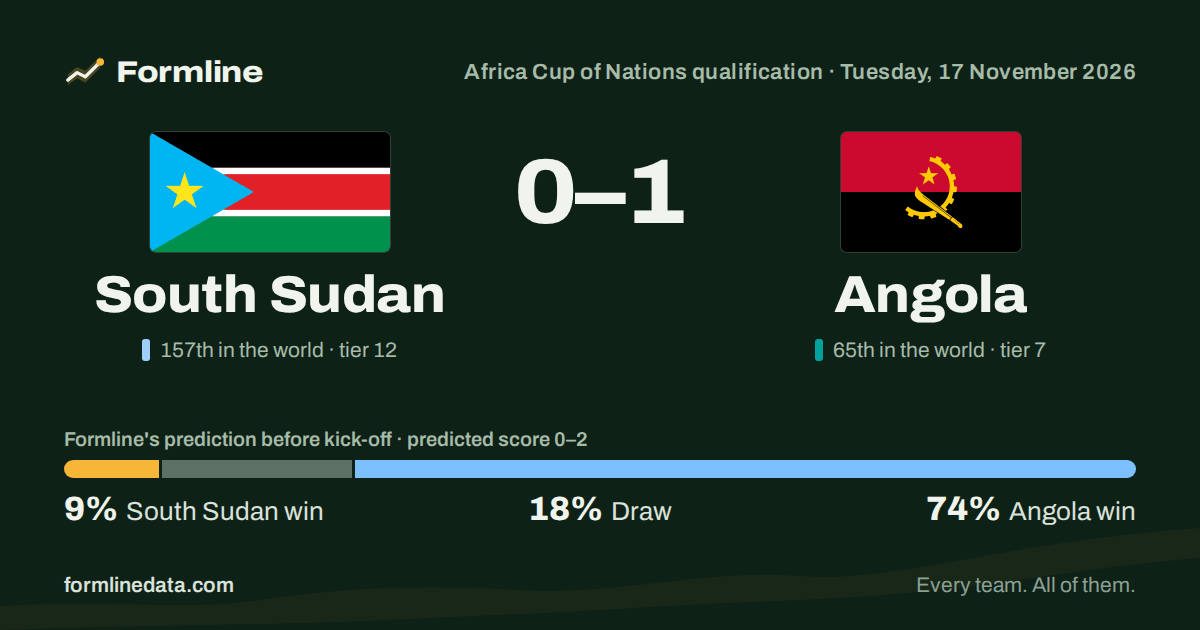 Formline
Africa Cup of Nations qualification · Tuesday, 17 November 2026
0–1
South Sudan
Angola
157th in the world · tier 12
65th in the world · tier 7
Formline's prediction before kick-off · predicted score 0–2
9% South Sudan win
18% Draw
74% Angola win
formlinedata.com
Every team. All of them.